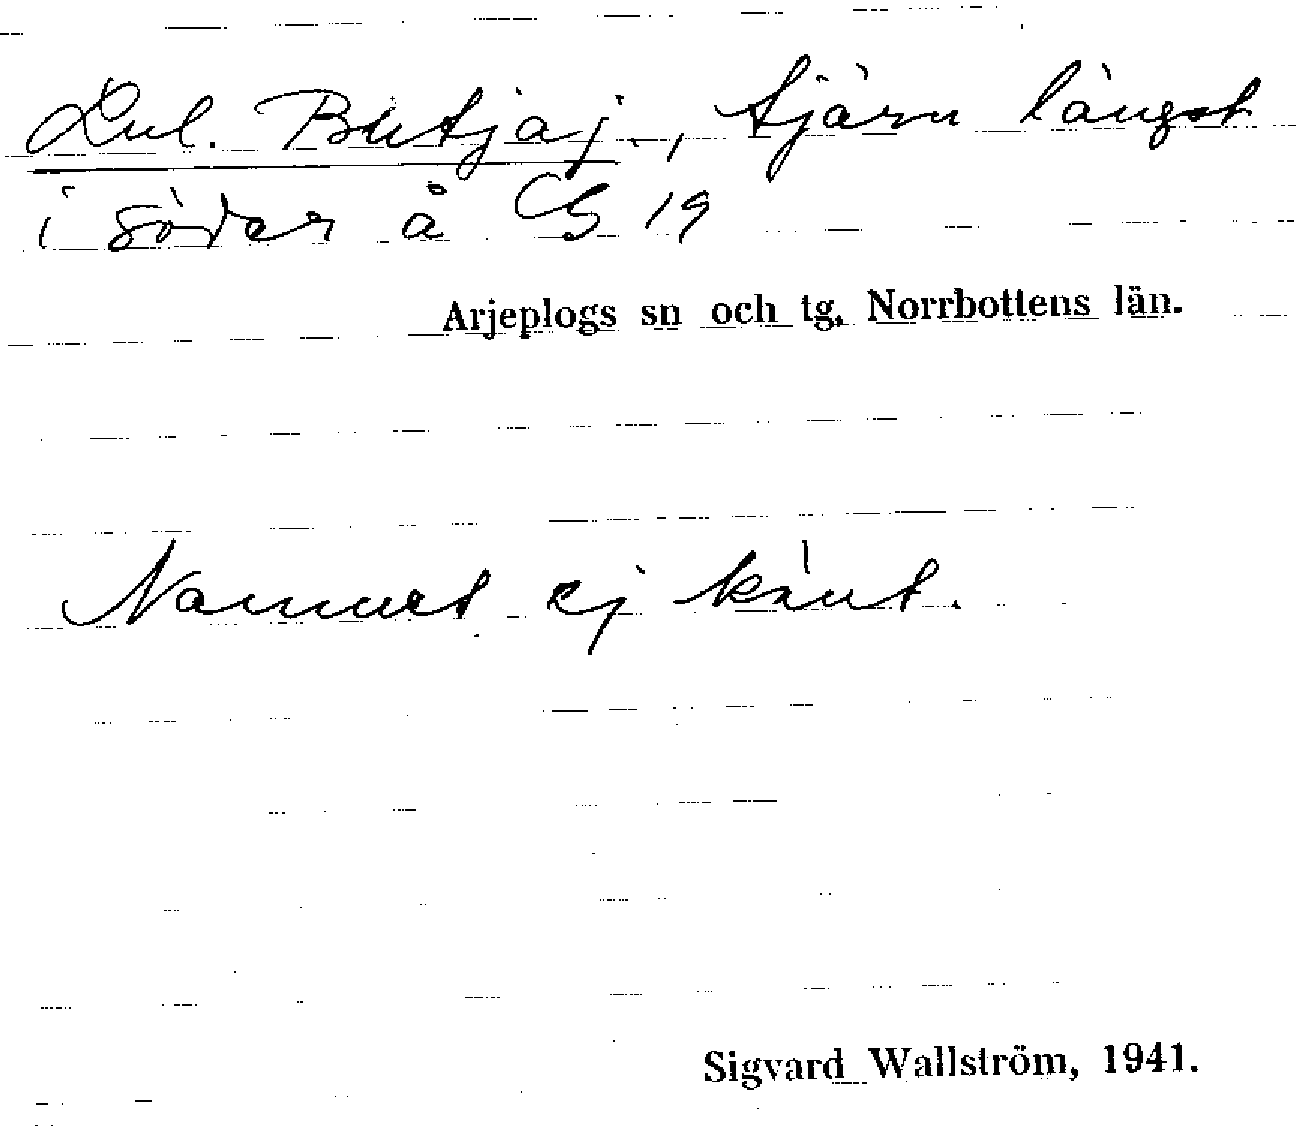 Lul. Butjaj., tjärn längst
i söder å CS 19
Arjeplogs sn och tg, Norrbottens län.
Namnet ej känt.
Sigvard Wallström, 1941.